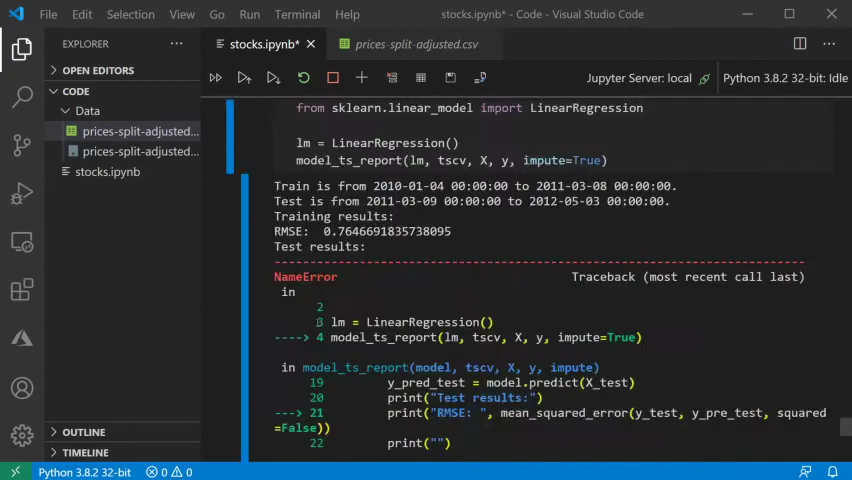 File Edit Selection View Go Run Terminal Help stocks.ipynb* - Code - Visual Studio Code
EXPLORER
stocks.ipynb*
prices-split-adjusted.csv
OPEN EDITORS
CODE
Data
prices-split-adjusted...
prices-split-adjusted...
stocks.ipynb
OUTLINE
TIMELINE
Jupyter Server: local
Python 3.8.2 32-bit: Idle
from sklearn.linear_model import LinearRegression
lm = LinearRegression()
model_ts_report(lm, tscv, X, y, impute=True)
Train is from 2010-01-04 00:00:00 to 2011-03-08 00:00:00.
Test is from 2011-03-09 00:00:00 to 2012-05-03 00:00:00.
Training results:
RMSE:  0.7646691835738095
Test results:
---------------------------------------------------------------------------
NameError                                 Traceback (most recent call last)
in
2
3 lm = LinearRegression()
----> 4 model_ts_report(lm, tscv, X, y, impute=True)
in model_ts_report(model, tscv, X, y, impute)
19         y_pred_test = model.predict(X_test)
20         print("Test results:")
---> 21         print("RMSE: ", mean_squared_error(y_test, y_pre_test, squared
=False))
22         print("")
Python 3.8.2 32-bit
0
0